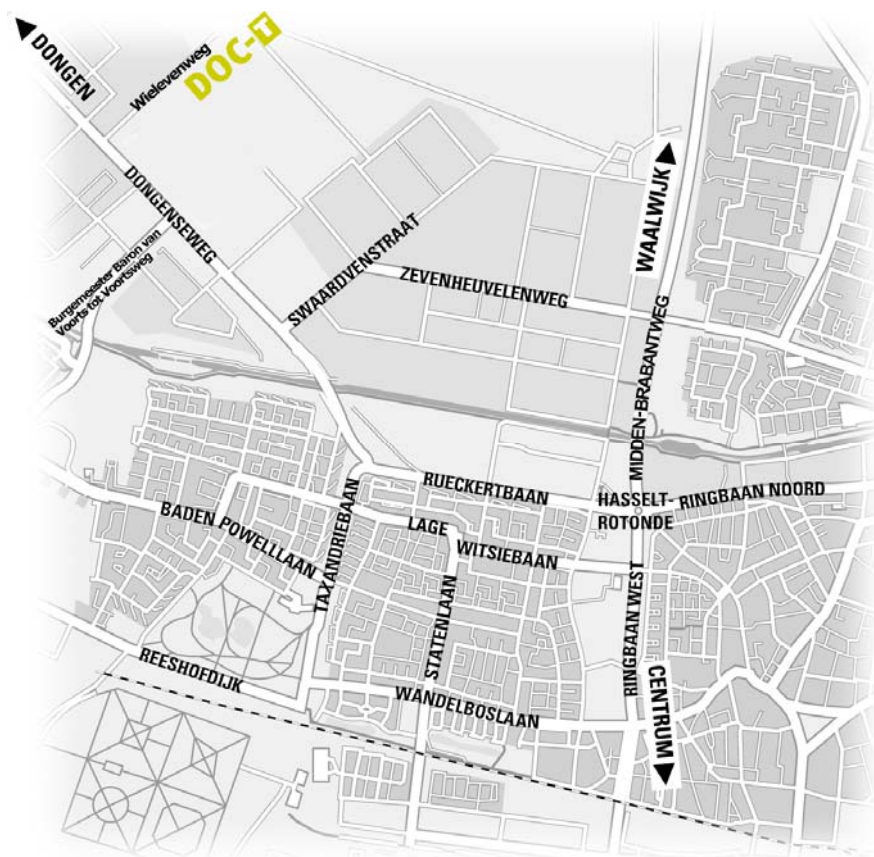 DONGEN
Wielevenweg
DOC-T
DONGENSEWEG
Burgemeester Baron van
Voorts tot Voortsweg
SWAARDVENSTRAAT
ZEVENHEUVELENWEG
WAALWIJK
MIDDEN-BRABANTWEG
RUECKERTBAAN
HASSELT-
ROTONDE
RINGBAAN NOORD
BADEN POWELLLAAN
TAXANDRIEBAAN
LAGE
WITSIEBAAN
STATENLAAN
RINGBAAN WEST
REESHOFDIJK
WANDELBOSLAAN
CENTRUM